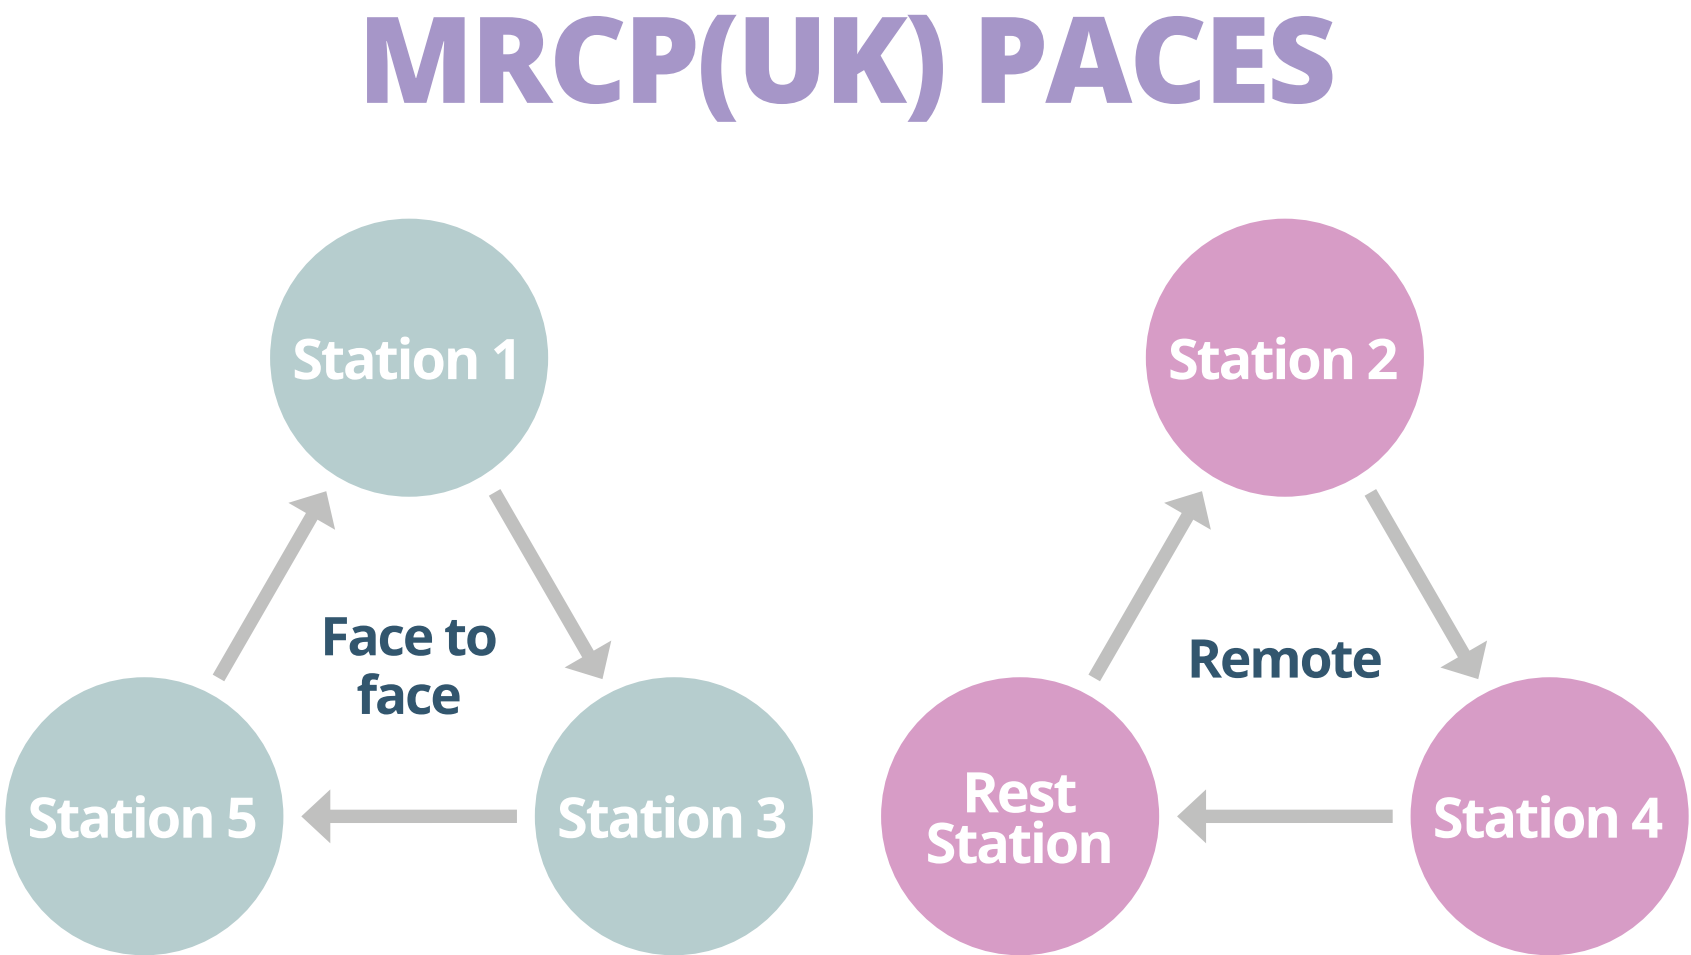 MRCP(UK) PACES
Station 1
Face to
face
Station 5
Station 3
Station 2
Remote
Rest
Station
Station 4